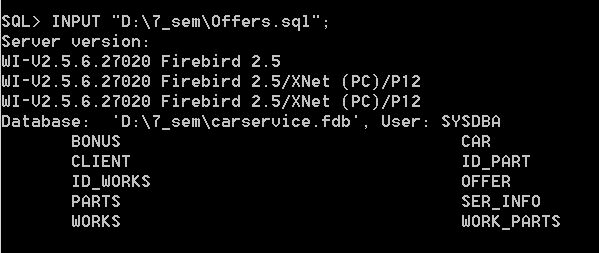 SQL> INPUT "D:\7_sem\Offers.sql";
Server version:
WI-V2.5.6.27020 Firebird 2.5
WI-V2.5.6.27020 Firebird 2.5/XNet (PC)/P12
WI-V2.5.6.27020 Firebird 2.5/XNet (PC)/P12
Database:  'D:\7_sem\carservice.fdb', User: SYSDBA
BONUS CAR
CLIENT ID_PART
ID_WORKS OFFER
PARTS SER_INFO
WORKS WORK_PARTS